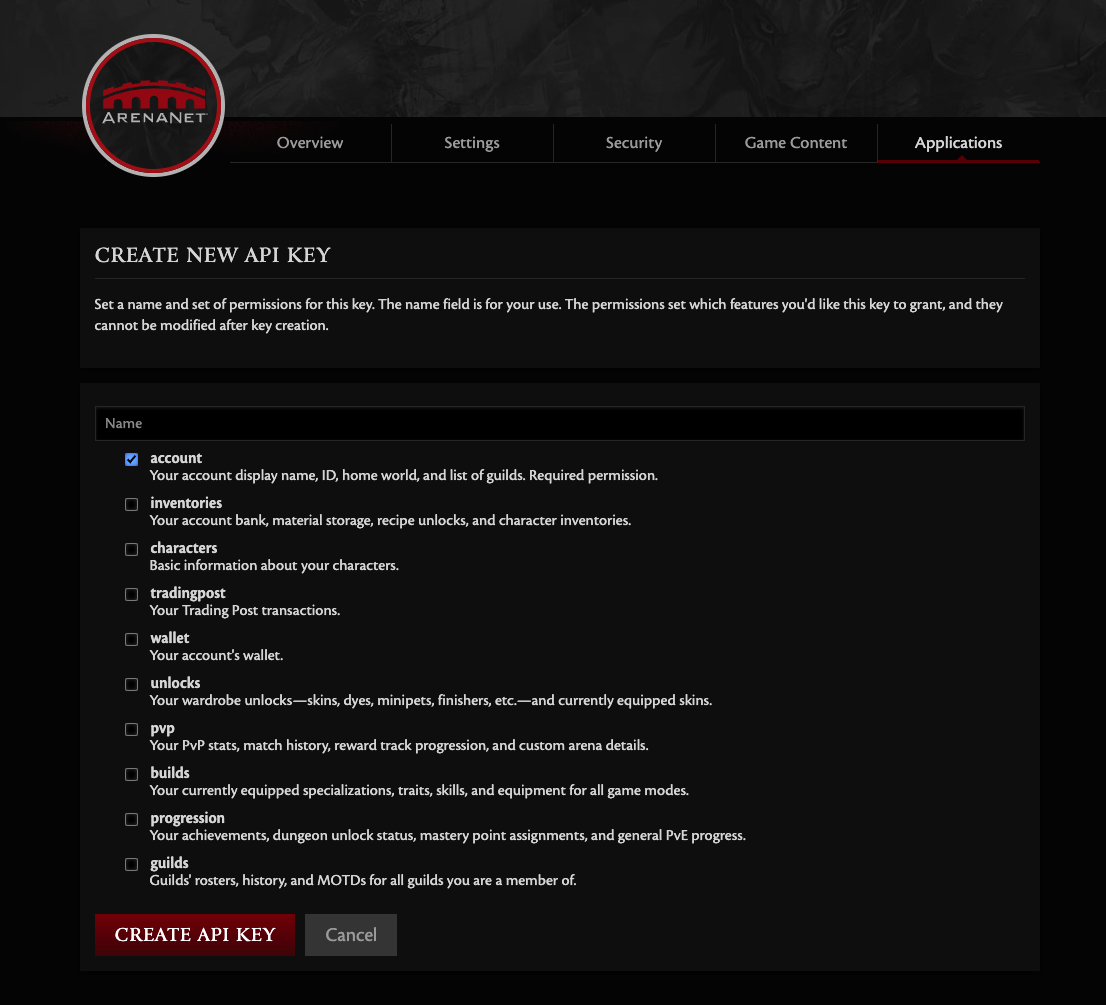 ARENANET
Overview
Settings
Security
Game Content
Applications
CREATE NEW API KEY
Set a name and set of permissions for this key. The name field is for your use. The permissions set which features you'd like this key to grant, and they
cannot be modified after key creation.
Name
account
Your account display name, ID, home world, and list of guilds. Required permission.
inventories
Your account bank, material storage, recipe unlocks, and character inventories.
characters
Basic information about your characters.
tradingpost
Your Trading Post transactions.
wallet
Your account's wallet.
unlocks
Your wardrobe unlocks—skins, dyes, minipets, finishers, etc.—and currently equipped skins.
pvp
Your PvP stats, match history, reward track progression, and custom arena details.
builds
Your currently equipped specializations, traits, skills, and equipment for all game modes.
progression
Your achievements, dungeon unlock status, mastery point assignments, and general PvE progress.
guilds
Guilds' rosters, history, and MOTDs for all guilds you are a member of.
CREATE API KEY
Cancel